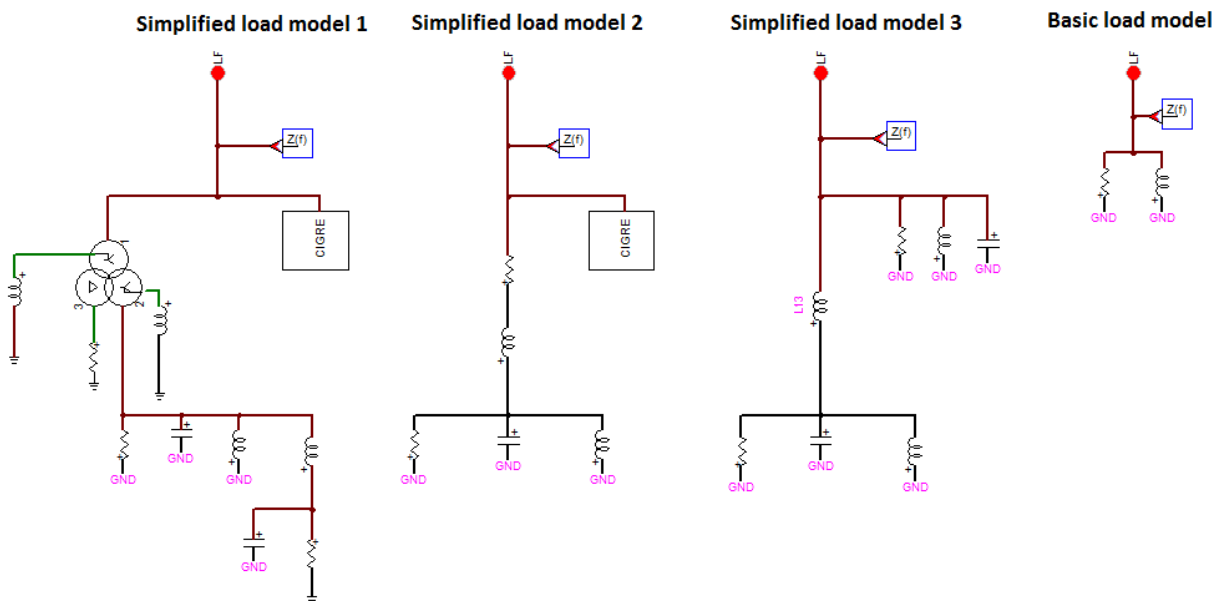 Simplified load model 1
Simplified load model 2
Simplified load model 3
Basic load model
LF
LF
LF
LF
Z(f)
Z(f)
Z(f)
Z(f)
CIGRE
CIGRE
GND
GND
GND
GND
GND
1
2
3
L13
GND
GND
GND
GND
GND
GND
GND
GND
GND
GND